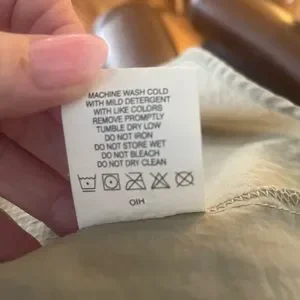 MACHINE WASH COLD
WITH MILD DETERGENT
WITH LIKE COLORS
REMOVE PROMPTLY
TUMBLE DRY LOW
DO NOT IRON
DO NOT STORE WET
DO NOT BLEACH
DO NOT DRY CLEAN
OIH